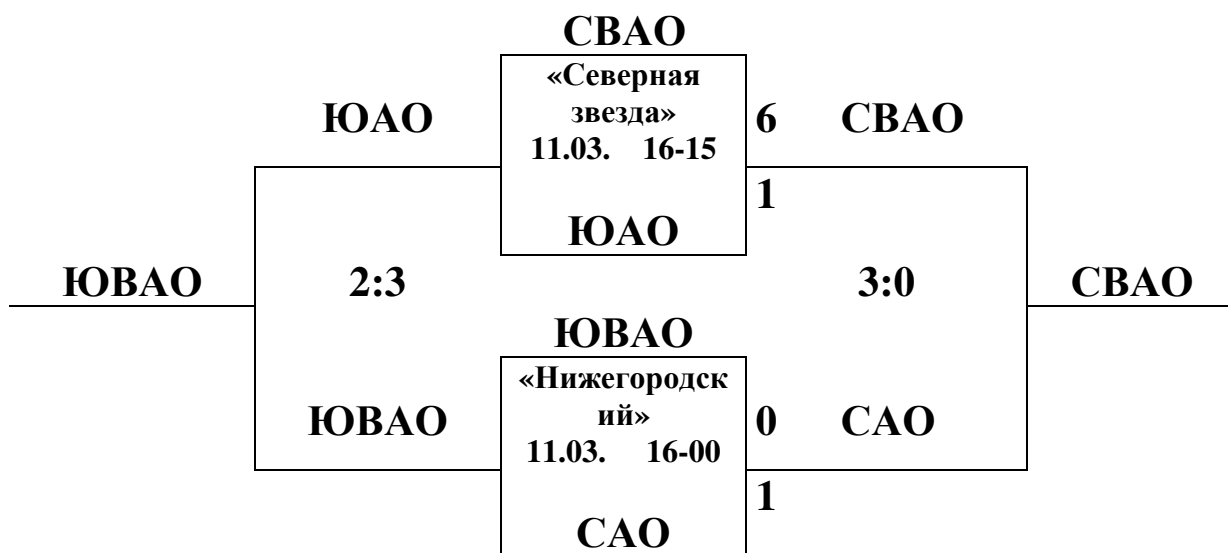 СВАО
«Северная
звезда»
11.03. 16-15
ЮАО
6
СВАО
1
ЮАО
ЮВАО
2:3
3:0
СВАО
ЮВАО
«Нижегородск
ий»
11.03. 16-00
ЮВАО
0
САО
1
САО